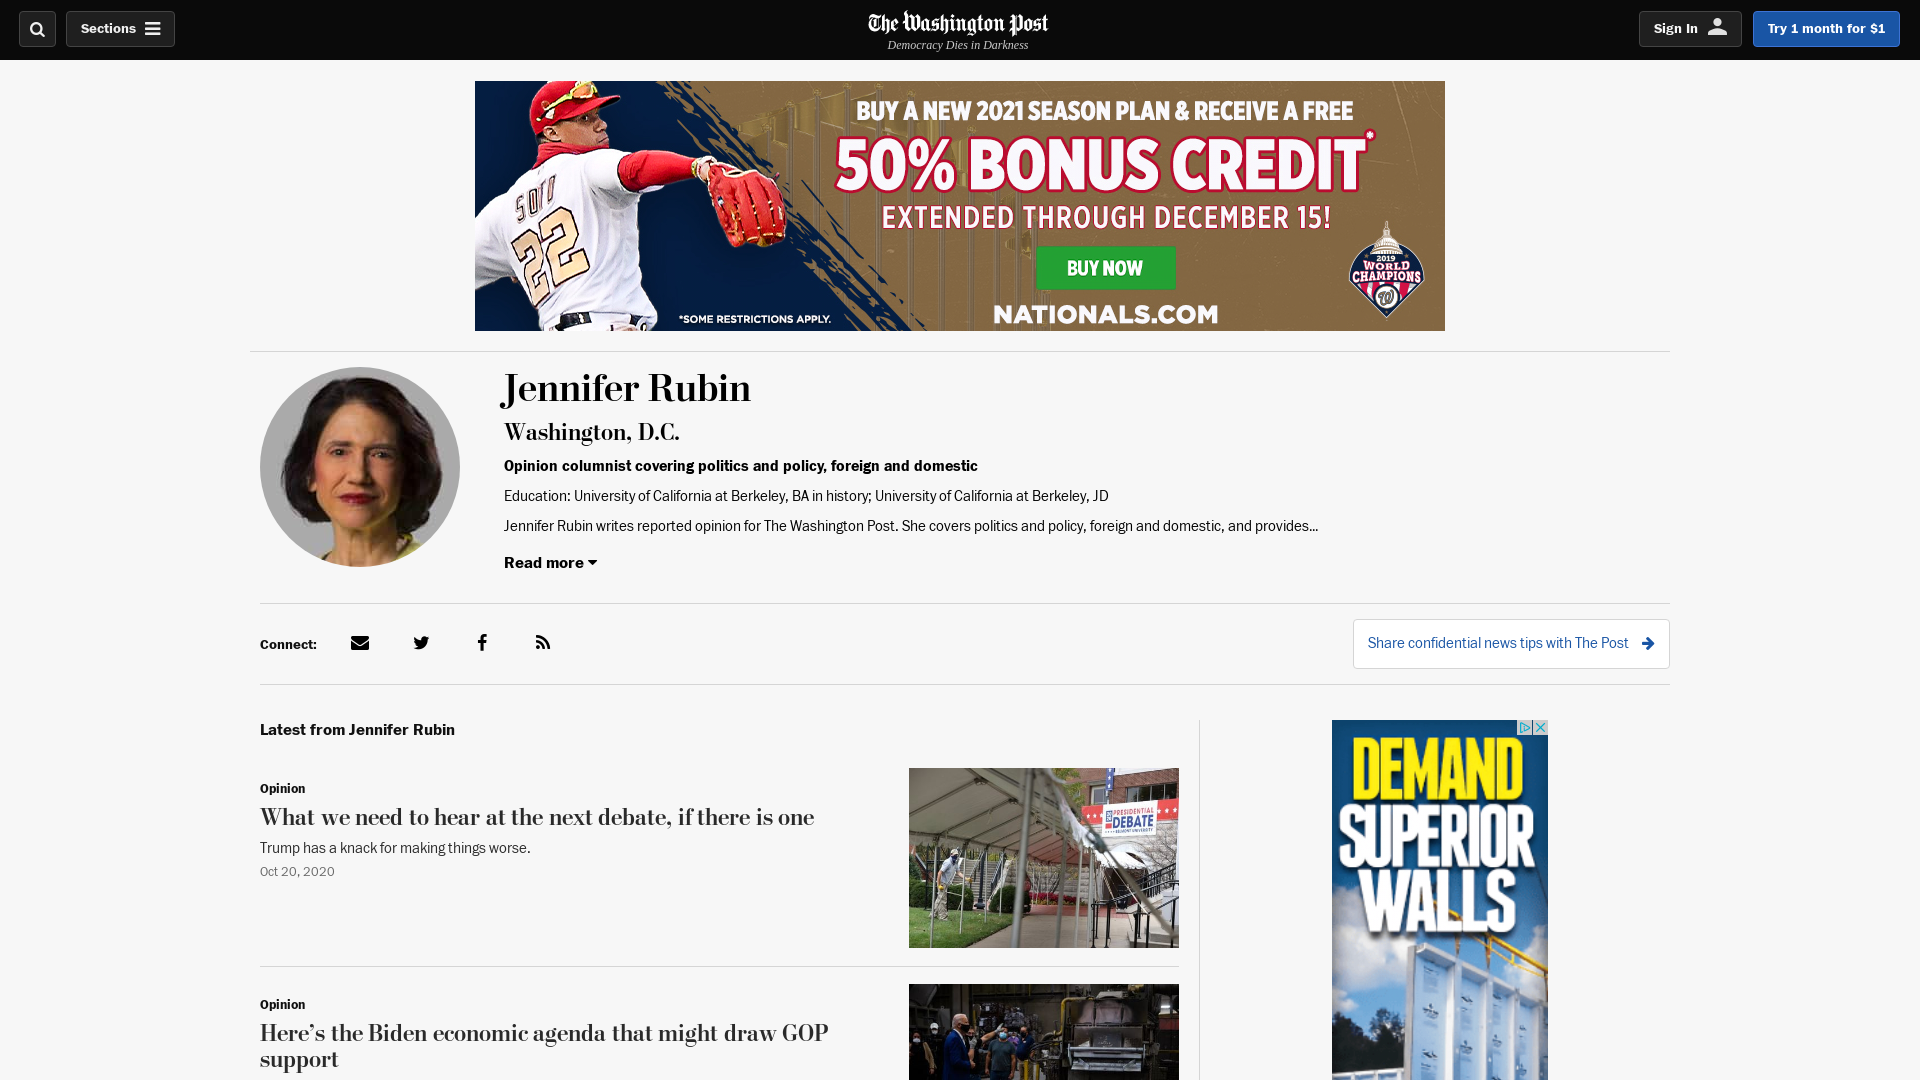 Sections
The Washington Post
Democracy Dies in Darkness
Sign In
Try 1 month for $1
BUY A NEW 2021 SEASON PLAN & RECEIVE A FREE
50% BONUS CREDIT*
EXTENDED THROUGH DECEMBER 15!
BUY NOW
NATIONALS.COM
*SOME RESTRICTIONS APPLY.
SOTO
22
2019
WORLD
CHAMPIONS
W
Jennifer Rubin
Washington, D.C.
Opinion columnist covering politics and policy, foreign and domestic
Education: University of California at Berkeley, BA in history; University of California at Berkeley, JD
Jennifer Rubin writes reported opinion for The Washington Post. She covers politics and policy, foreign and domestic, and provides...
Read more
Connect:
Share confidential news tips with The Post
Latest from Jennifer Rubin
Opinion
What we need to hear at the next debate, if there is one
Trump has a knack for making things worse.
Oct 20, 2020
PRESIDENTIAL
DEBATE
BELMONT UNIVERSITY
Opinion
Here’s the Biden economic agenda that might draw GOP
support
DEMAND
SUPERIOR
WALLS